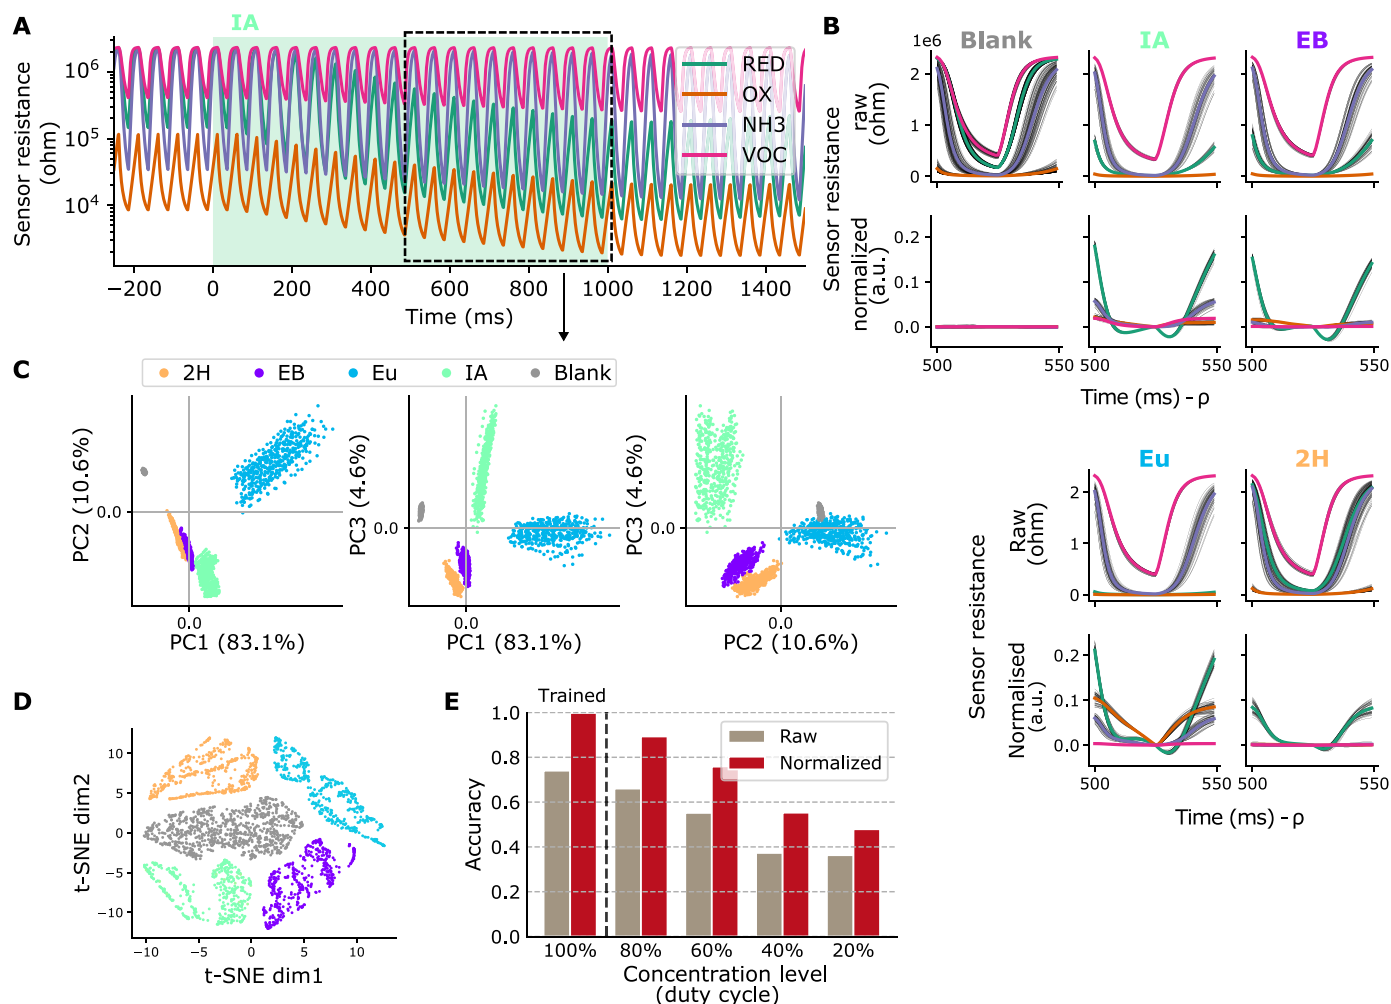 A
IA
Sensor resistance
(ohm)
10⁶
10⁵
10⁴
RED
OX
NH3
VOC
−200
0
200
400
600
800
1000
1200
1400
Time (ms)
B
1e6
Blank
IA
EB
Sensor resistance
raw
(ohm)
2
1
0
normalized
(a.u.)
0.2
0.1
0.0
500
550
500
550
500
550
Time (ms) - ρ
Eu
2H
Sensor resistance
Raw
(ohm)
2
1
0
Normalised
(a.u.)
0.2
0.1
0.0
500
550
500
550
Time (ms) - ρ
C
2H
EB
Eu
IA
Blank
PC2 (10.6%)
0.0
0.0
PC1 (83.1%)
PC3 (4.6%)
0.0
0.0
PC1 (83.1%)
PC3 (4.6%)
0.0
0.0
PC2 (10.6%)
D
t-SNE dim2
10
5
0
−5
−10
−10
−5
0
5
10
t-SNE dim1
E
Trained
Accuracy
1.0
0.8
0.6
0.4
0.2
0.0
Raw
Normalized
100%
80%
60%
40%
20%
Concentration level
(duty cycle)